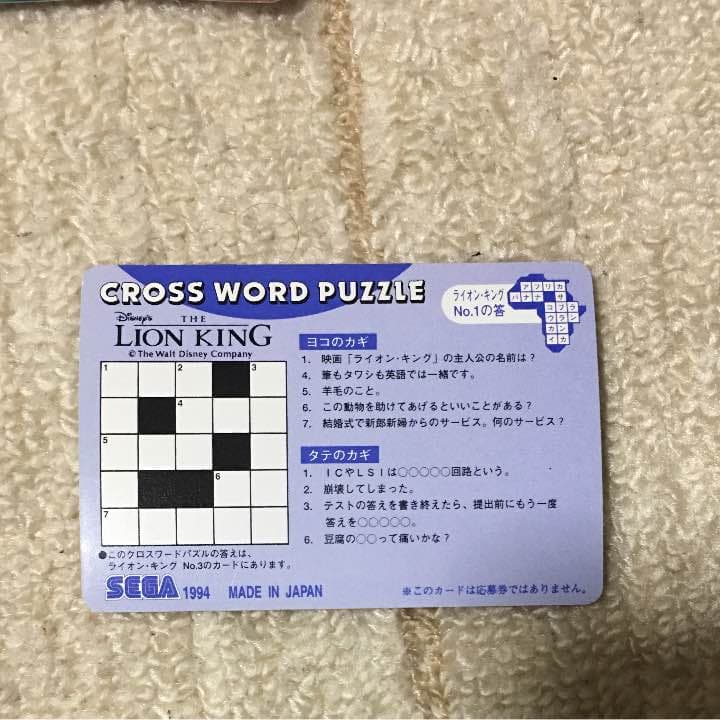 CROSS WORD PUZZLE
ライオン・キング
No.1の答
アフリカ
バナナ サ
コブラ
ウラン
カン
イカ
Disney's
THE
LION KING
© The Walt Disney Company
1 2 3
4
5
6
7
ヨコのカギ
1. 映画「ライオン・キング」の主人公の名前は？
4. 筆もタワシも英語では一緒です。
5. 羊毛のこと。
6. この動物を助けてあげるといいことがある？
7. 結婚式で新郎新婦からのサービス。何のサービス？
タテのカギ
1. ICやLSIは○○○○○回路という。
2. 崩壊してしまった。
3. テストの答えを書き終えたら、提出前にもう一度
答えを○○○○○。
6. 豆腐の○○って痛いかな？
●このクロスワードパズルの答えは、
ライオン・キング No.3のカードにあります。
SEGA 1994 MADE IN JAPAN
※このカードは応募券ではありません。